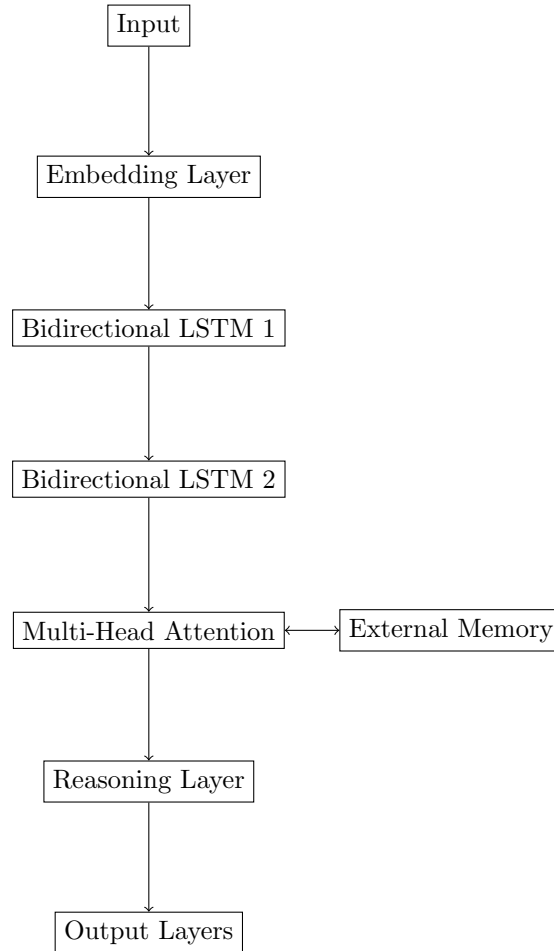 Input
Embedding Layer
Bidirectional LSTM 1
Bidirectional LSTM 2
Multi-Head Attention
External Memory
Reasoning Layer
Output Layers